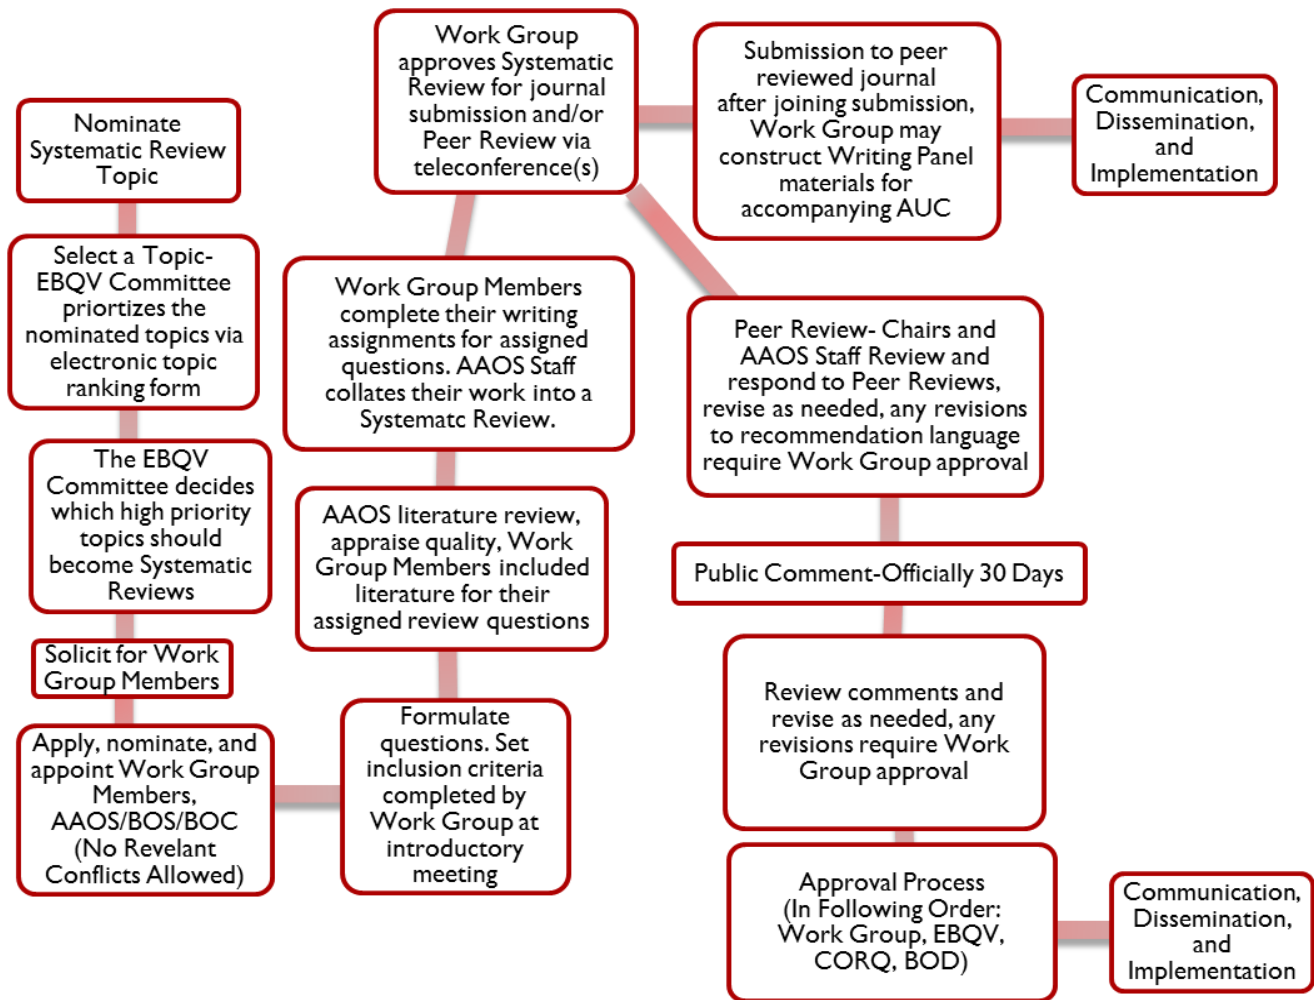 Nominate
Systematic Review
Topic
Select a Topic-
EBQV Committee
priortizes the
nominated topics via
electronic topic
ranking form
The EBQV
Committee decides
which high priority
topics should
become Systematic
Reviews
Solicit for Work
Group Members
Apply, nominate, and
appoint Work Group
Members,
AAOS/BOS/BOC
(No Revelant
Conflicts Allowed)
Formulate
questions. Set
inclusion criteria
completed by
Work Group at
introductory
meeting
AAOS literature review,
appraise quality, Work
Group Members included
literature for their
assigned review questions
Work Group Members
complete their writing
assignments for assigned
questions. AAOS Staff
collates their work into a
Systematc Review.
Work Group
approves Systematic
Review for journal
submission and/or
Peer Review via
teleconference(s)
Submission to peer
reviewed journal
after joining submission,
Work Group may
construct Writing Panel
materials for
accompanying AUC
Communication,
Dissemination,
and
Implementation
Peer Review- Chairs and
AAOS Staff Review and
respond to Peer Reviews,
revise as needed, any revisions
to recommendation language
require Work Group approval
Public Comment-Officially 30 Days
Review comments and
revise as needed, any
revisions require Work
Group approval
Approval Process
(In Following Order:
Work Group, EBQV,
CORQ, BOD)
Communication,
Dissemination,
and
Implementation